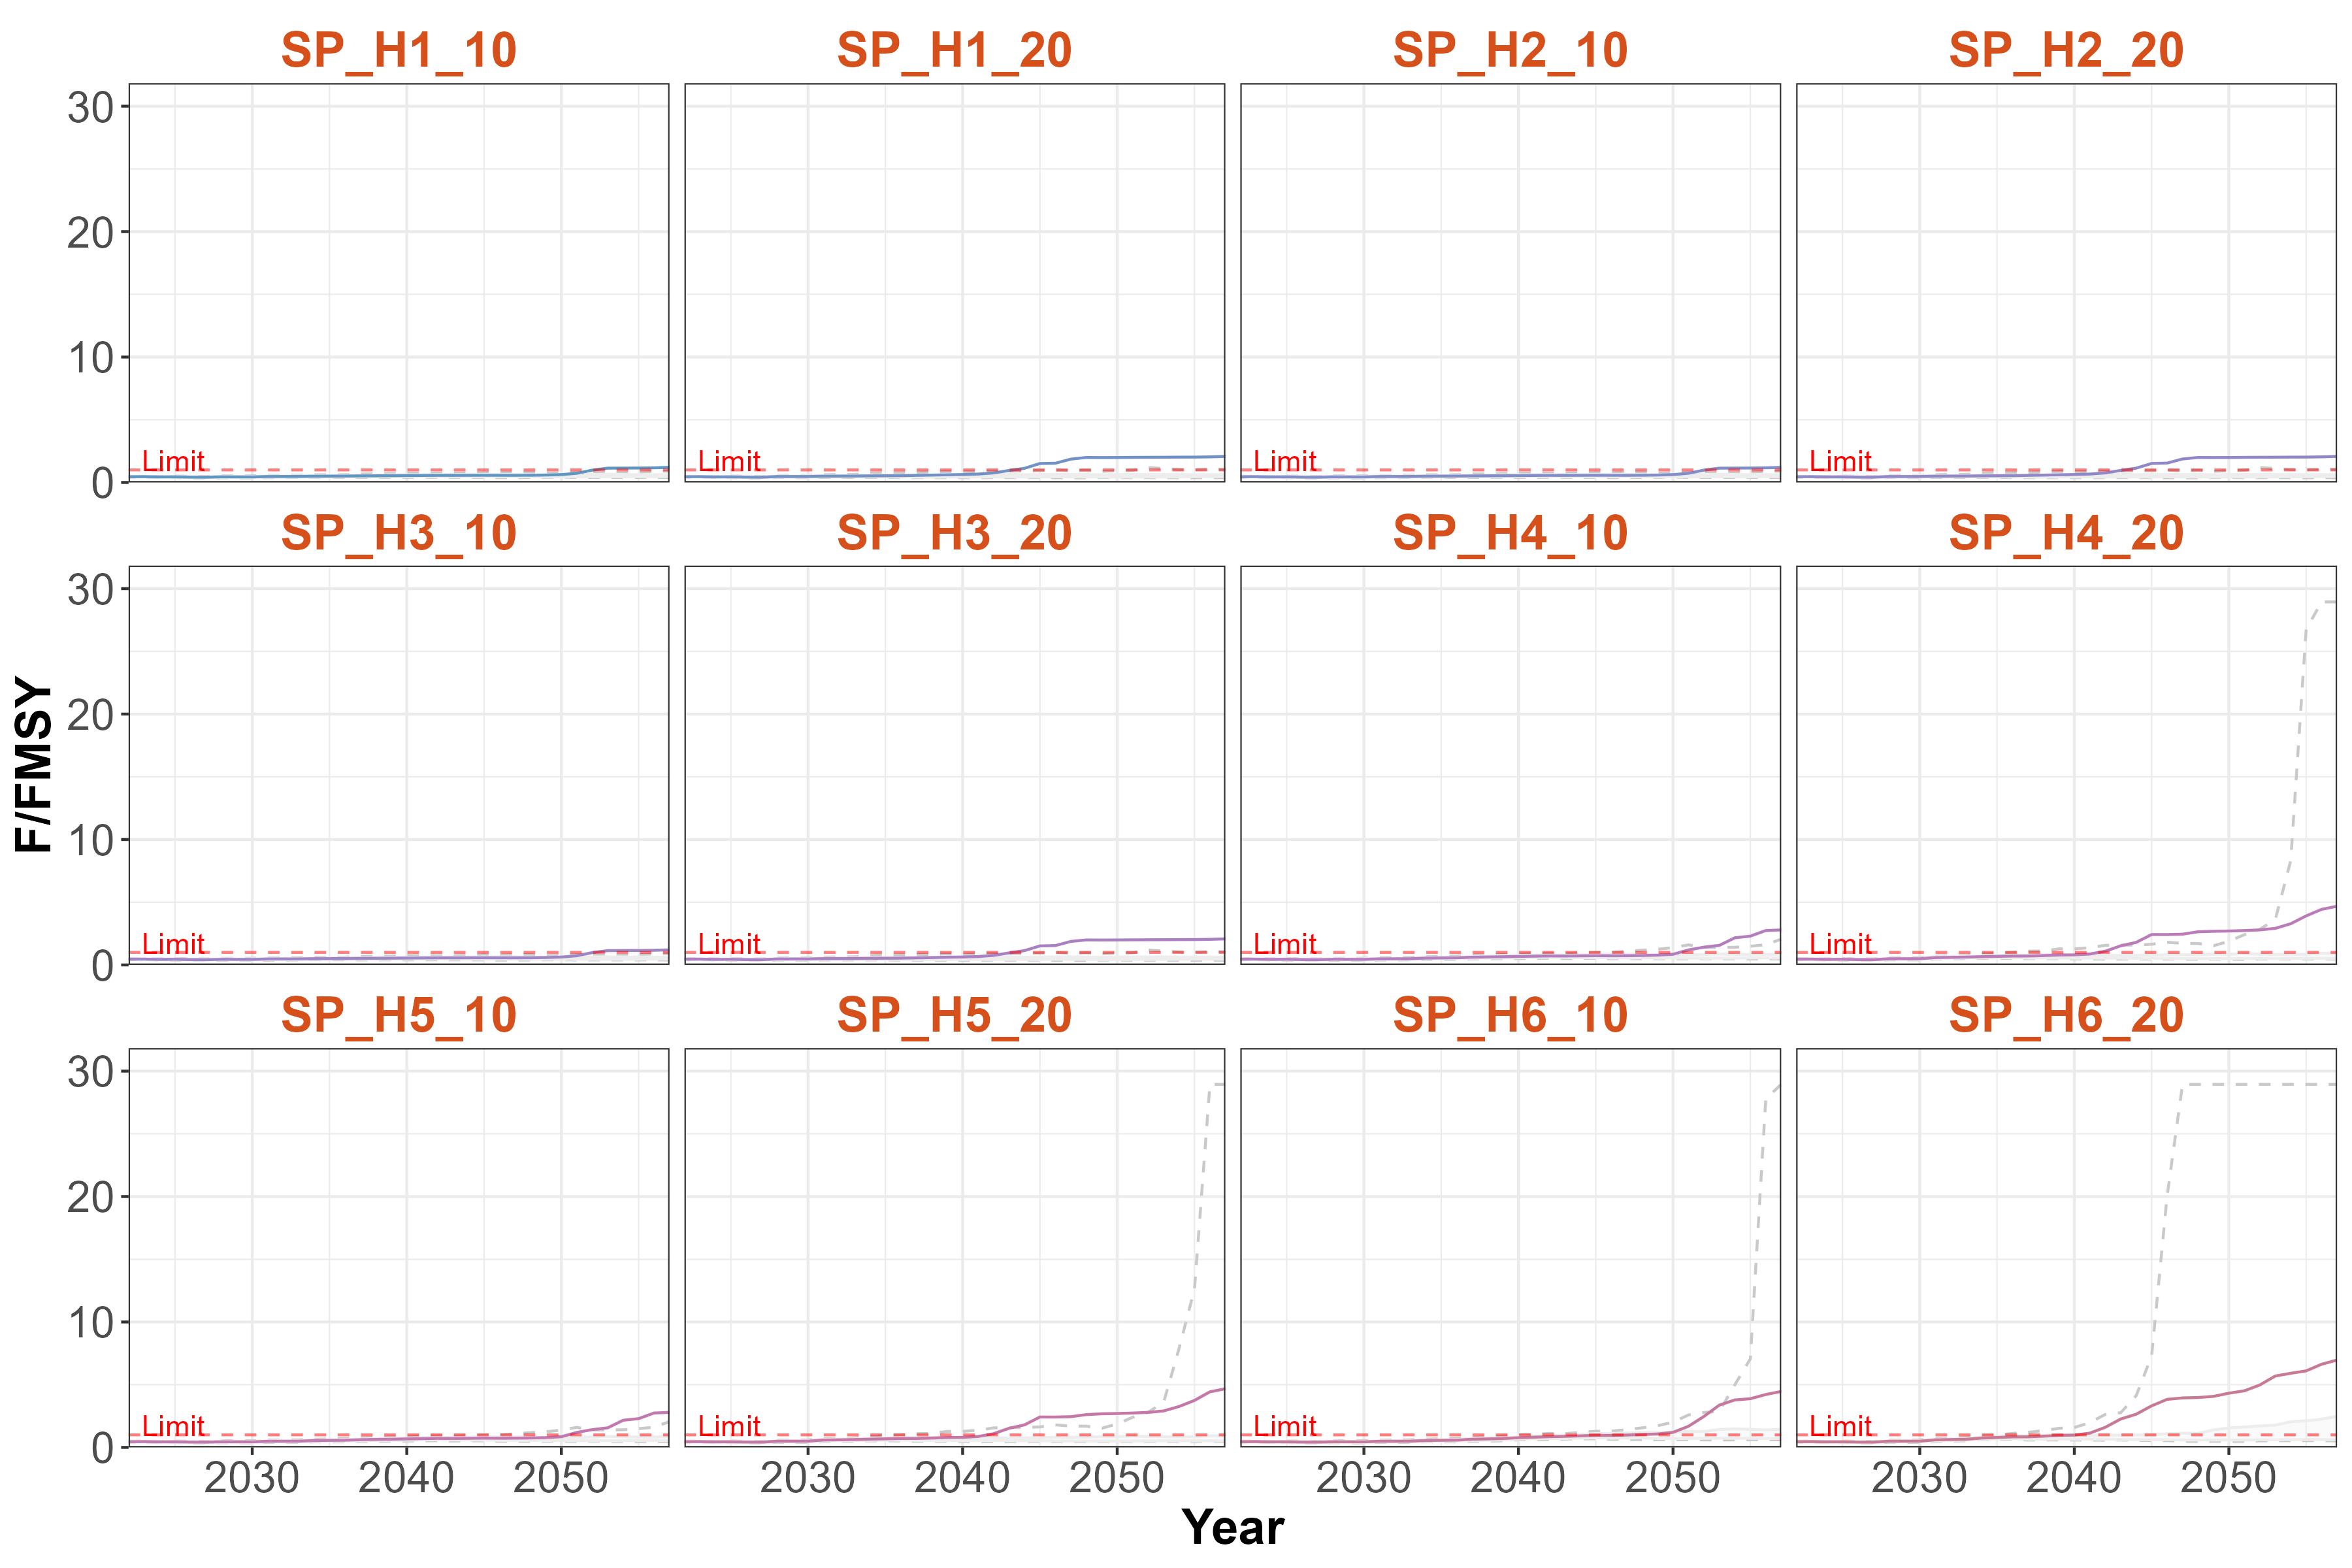 SP_H1_10 SP_H1_20 SP_H2_10 SP_H2_20
30
20
10
0
Limit Limit Limit Limit
SP_H3_10 SP_H3_20 SP_H4_10 SP_H4_20
30
20
10
0
Limit Limit Limit Limit
F/FMSY
SP_H5_10 SP_H5_20 SP_H6_10 SP_H6_20
30
20
10
0
Limit Limit Limit Limit
2030 2040 2050 2030 2040 2050 2030 2040 2050 2030 2040 2050
Year